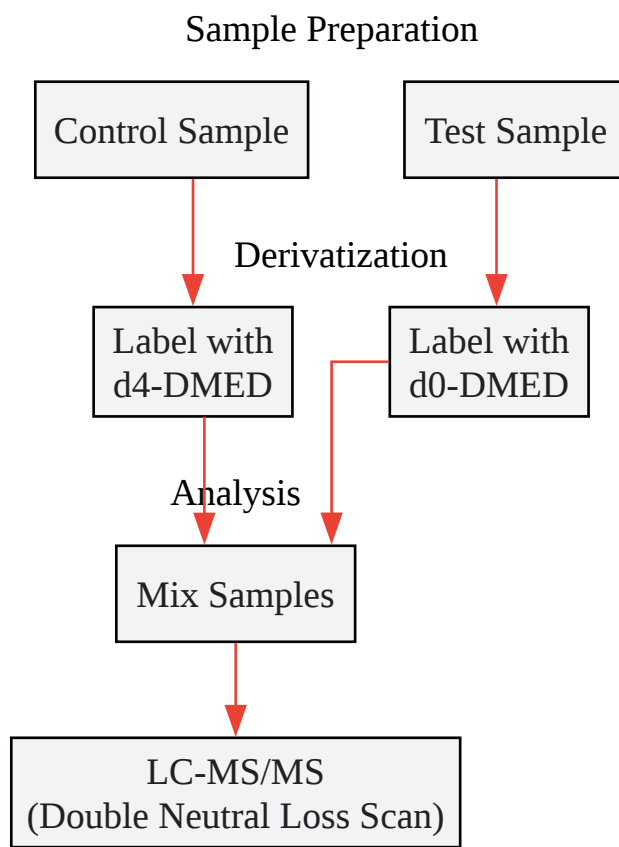 Sample Preparation
Control Sample
Test Sample
Derivatization
Label with
d4-DMED
Label with
d0-DMED
Analysis
Mix Samples
LC-MS/MS
(Double Neutral Loss Scan)